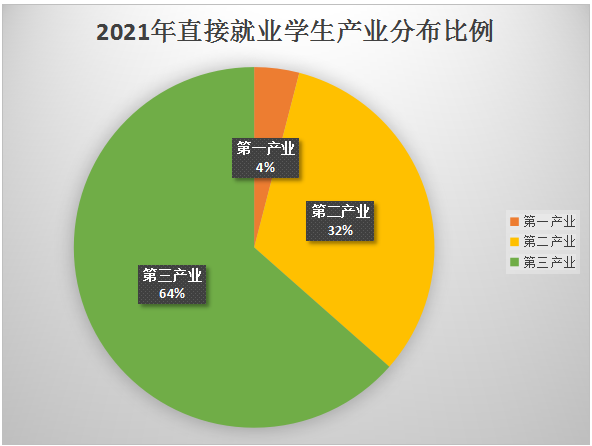 2021年直接就业学生产业分布比例
第一产业
4%
第二产业
32%
第三产业
64%
第一产业
第二产业
第三产业